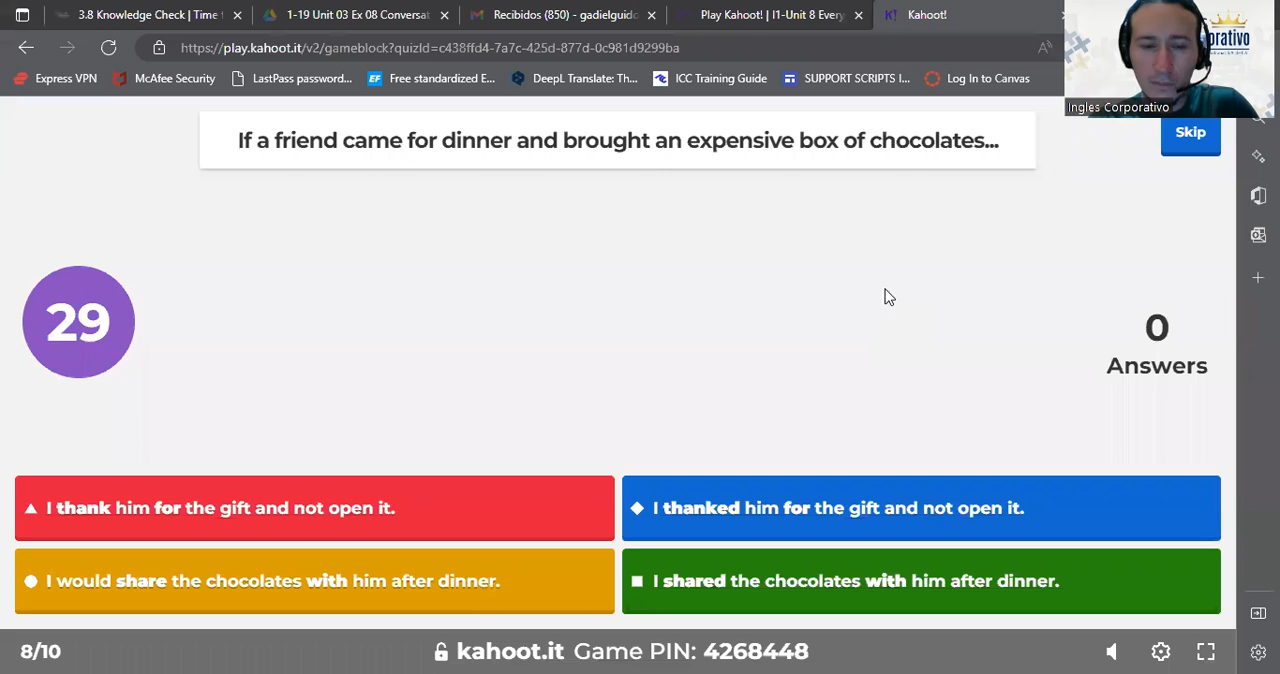 3.8 Knowledge Check | Time
1-19 Unit 03 Ex 08 Conversat
Recibidos (850) - gadielguido
Play Kahoot! | I1-Unit 8 Every
Kahoot!
https://play.kahoot.it/v2/gameblock?quizId=c438ffd4-7a7c-425d-877d-0c981d9299ba
Express VPN
McAfee Security
LastPass password...
EF Free standardized E...
DeepL Translate: Th...
ICC Training Guide
SUPPORT SCRIPTS I...
Log In to Canvas
orativo
Ingles Corporativo
If a friend came for dinner and brought an expensive box of chocolates...
Skip
29
0
Answers
I thank him for the gift and not open it.
I thanked him for the gift and not open it.
I would share the chocolates with him after dinner.
I shared the chocolates with him after dinner.
8/10
kahoot.it Game PIN: 4268448